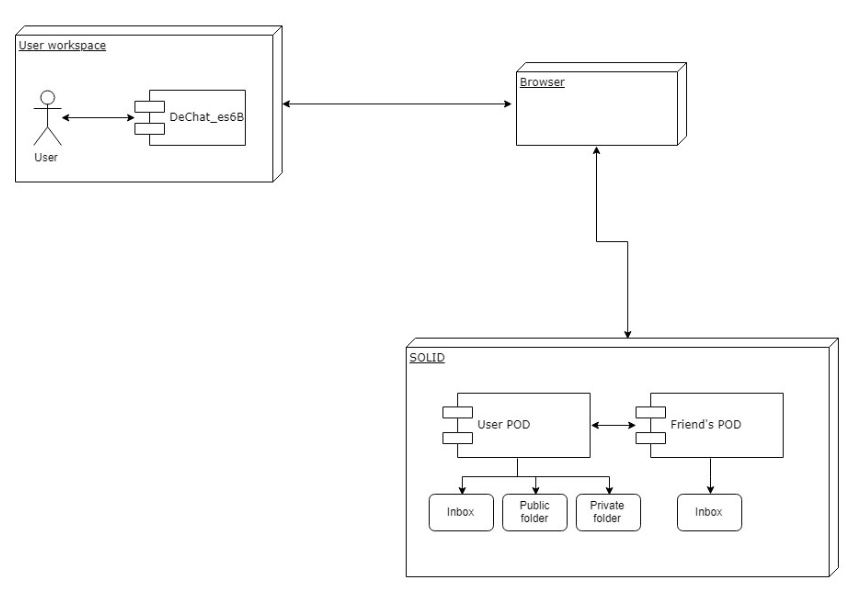 User workspace
Browser
DeChat_es6B
User
SOLID
User POD
Friend's POD
Inbox
Public
folder
Private
folder
Inbox